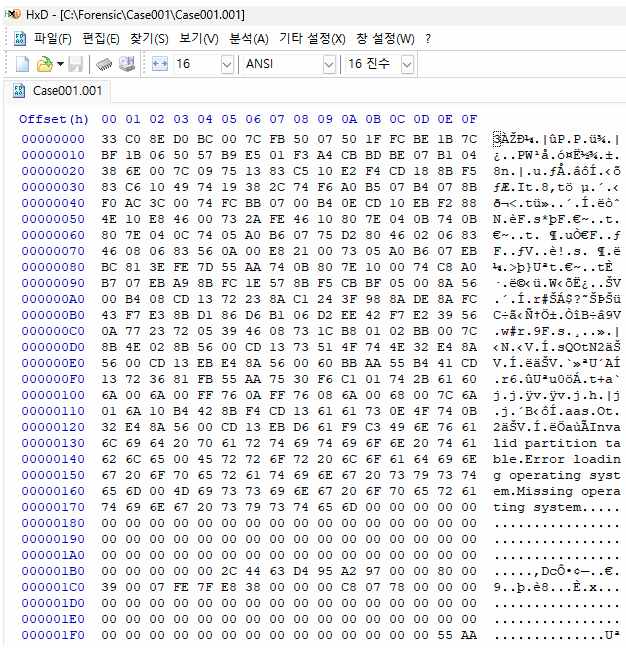 HxD - [C:\Forensic\Case001\Case001.001]
파일(F) 편집(E) 찾기(S) 보기(V) 분석(A) 기타 설정(X) 창 설정(W) ?
16 ANSI 16 진수
Case001.001
Offset(h) 00 01 02 03 04 05 06 07 08 09 0A 0B 0C 0D 0E 0F
00000000 33 C0 8E D0 BC 00 7C FB 50 07 50 1F FC BE 1B 7C 3ÀŽÐ¼.|ûP.P.ü¾.|
00000010 BF 1B 06 50 57 B9 E5 01 F3 A4 CB BD BE 07 B1 04 ¿..PW¹å.ó¤Ë½¾.±.
00000020 38 6E 00 7C 09 75 13 83 C5 10 E2 F4 CD 18 8B F5 8n.|.u.ƒÅ.âôÍ.‹õ
00000030 83 C6 10 49 74 19 38 2C 74 F6 A0 B5 07 B4 07 8B ƒÆ.It.8,tö µ.´.‹
00000040 F0 AC 3C 00 74 FC BB 07 00 B4 0E CD 10 EB F2 88 ð¬<.tü»..´.Í.ëòˆ
00000050 4E 10 E8 46 00 73 2A FE 46 10 80 7E 04 0B 74 0B N.èF.s*þF.€~..t.
00000060 80 7E 04 0C 74 05 A0 B6 07 75 D2 80 46 02 06 83 €~..t. ¶.uÒ€F..ƒ
00000070 46 08 06 83 56 0A 00 E8 21 00 73 05 A0 B6 07 EB F..ƒV..è!.s. ¶.ë
00000080 BC 81 3E FE 7D 55 AA 74 0B 80 7E 10 00 74 C8 A0 ¼.>þ}Uªt.€~..tÈ
00000090 B7 07 EB A9 8B FC 1E 57 8B F5 CB BF 05 00 8A 56 ·.ë©‹ü.W‹õË¿..ŠV
000000A0 00 B4 08 CD 13 72 23 8A C1 24 3F 98 8A DE 8A FC .´.Í.r#ŠÁ$?˜ŠÞŠü
000000B0 43 F7 E3 8B D1 86 D6 B1 06 D2 EE 42 F7 E2 39 56 C÷ã‹Ñ†Ö±.ÒîB÷â9V
000000C0 0A 77 23 72 05 39 46 08 73 1C B8 01 02 BB 00 7C .w#r.9F.s.¸..».|
000000D0 8B 4E 02 8B 56 00 CD 13 73 51 4F 74 4E 32 E4 8A ‹N.‹V.Í.sQOtN2äŠ
000000E0 56 00 CD 13 EB E4 8A 56 00 60 BB AA 55 B4 41 CD V.Í.ëäŠV.`»ªU´AÍ
000000F0 13 72 36 81 FB 55 AA 75 30 F6 C1 01 74 2B 61 60 .r6.ûUªu0öÁ.t+a`
00000100 6A 00 6A 00 FF 76 0A FF 76 08 6A 00 68 00 7C 6A j.j.ÿv.ÿv.j.h.|j
00000110 01 6A 10 B4 42 8B F4 CD 13 61 61 73 0E 4F 74 0B .j.´B‹ôÍ.aas.Ot.
00000120 32 E4 8A 56 00 CD 13 EB D6 61 F9 C3 49 6E 76 61 2äŠV.Í.ëÖaùÃInva
00000130 6C 69 64 20 70 61 72 74 69 74 69 6F 6E 20 74 61 lid partition ta
00000140 62 6C 65 00 45 72 72 6F 72 20 6C 6F 61 64 69 6E ble.Error loadin
00000150 67 20 6F 70 65 72 61 74 69 6E 67 20 73 79 73 74 g operating syst
00000160 65 6D 00 4D 69 73 73 69 6E 67 20 6F 70 65 72 61 em.Missing opera
00000170 74 69 6E 67 20 73 79 73 74 65 6D 00 00 00 00 00 ting system.....
00000180 00 00 00 00 00 00 00 00 00 00 00 00 00 00 00 00 ................
00000190 00 00 00 00 00 00 00 00 00 00 00 00 00 00 00 00 ................
000001A0 00 00 00 00 00 00 00 00 00 00 00 00 00 00 00 00 ................
000001B0 00 00 00 00 00 2C 44 63 D4 95 A2 97 00 00 80 00 .....,DcÔ•¢—..€.
000001C0 39 00 07 FE 7F E8 38 00 00 00 C8 07 78 00 00 00 9..þ.è8...È.x...
000001D0 00 00 00 00 00 00 00 00 00 00 00 00 00 00 00 00 ................
000001E0 00 00 00 00 00 00 00 00 00 00 00 00 00 00 00 00 ................
000001F0 00 00 00 00 00 00 00 00 00 00 00 00 00 00 55 AA ..............Uª